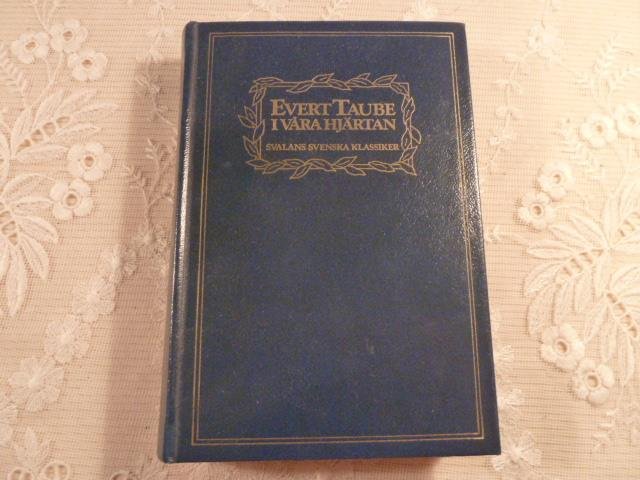 EVERT TAUBE
I VÅRA HJÄRTAN
SVALANS SVENSKA KLASSIKER